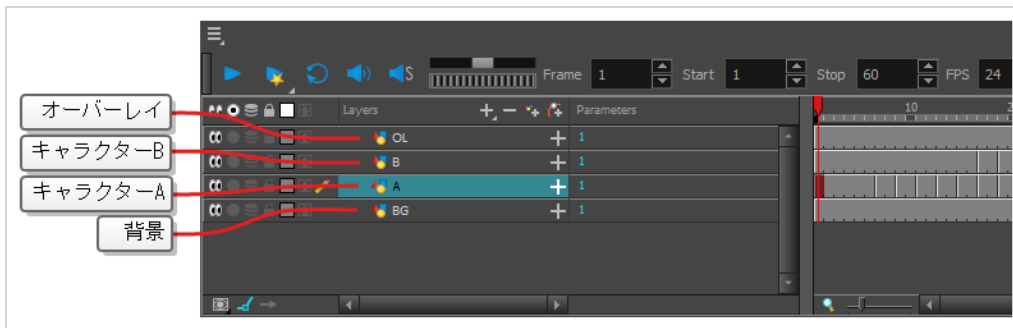 S Frame 1 Start 1 Stop 60 FPS 24
Layers Parameters 10 2
オーバーレイ OL 1
キャラクターB B 1
キャラクターA A 1
背景 BG 1